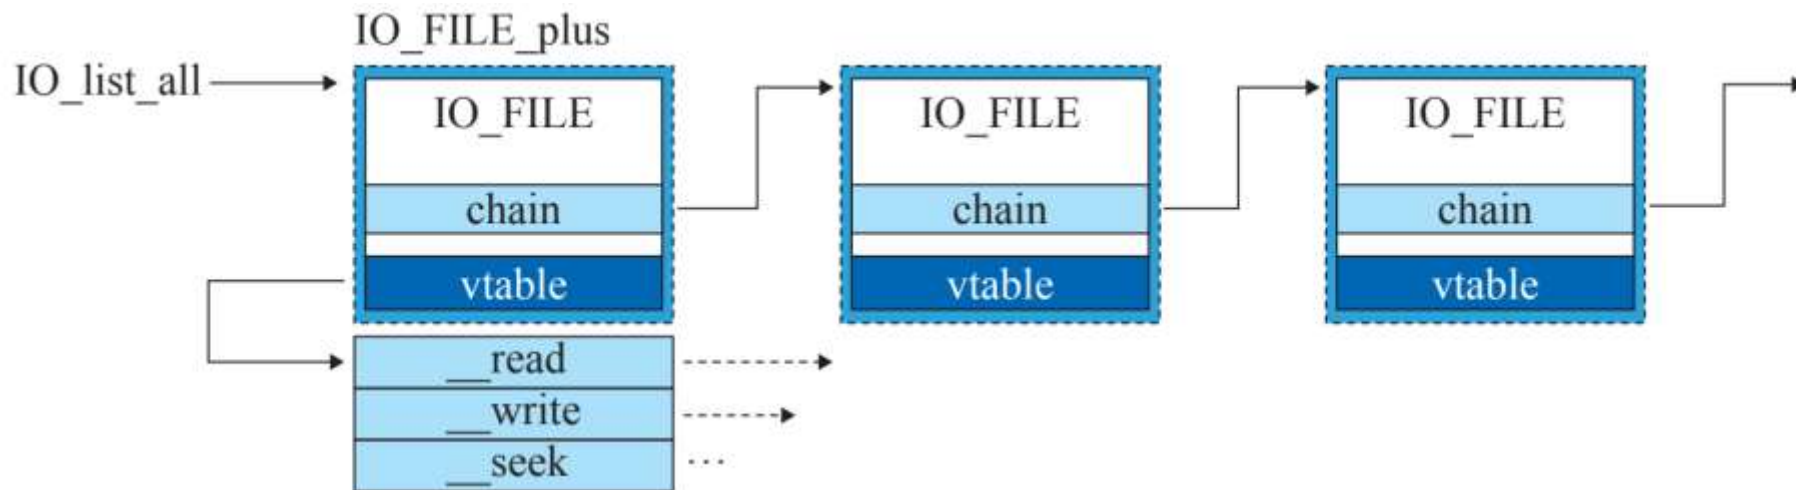 IO_FILE_plus
IO_list_all
IO_FILE
IO_FILE
IO_FILE
chain
chain
chain
vtable
vtable
vtable
__read
__write
__seek
...